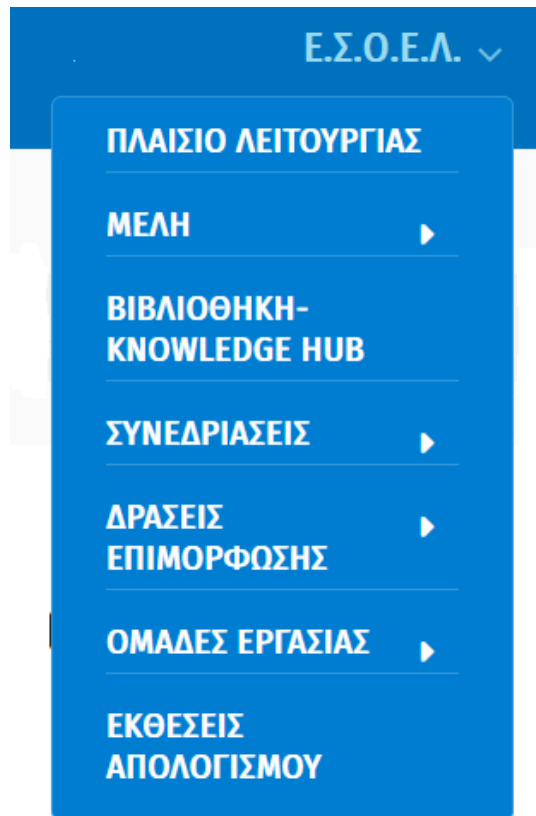 Ε.Σ.Ο.Ε.Λ.
ΠΛΑΙΣΙΟ ΛΕΙΤΟΥΡΓΙΑΣ
ΜΕΛΗ
ΒΙΒΛΙΟΘΗΚΗ-
KNOWLEDGE HUB
ΣΥΝΕΔΡΙΑΣΕΙΣ
ΔΡΑΣΕΙΣ
ΕΠΙΜΟΡΦΩΣΗΣ
ΟΜΑΔΕΣ ΕΡΓΑΣΙΑΣ
ΕΚΘΕΣΕΙΣ
ΑΠΟΛΟΓΙΣΜΟΥ